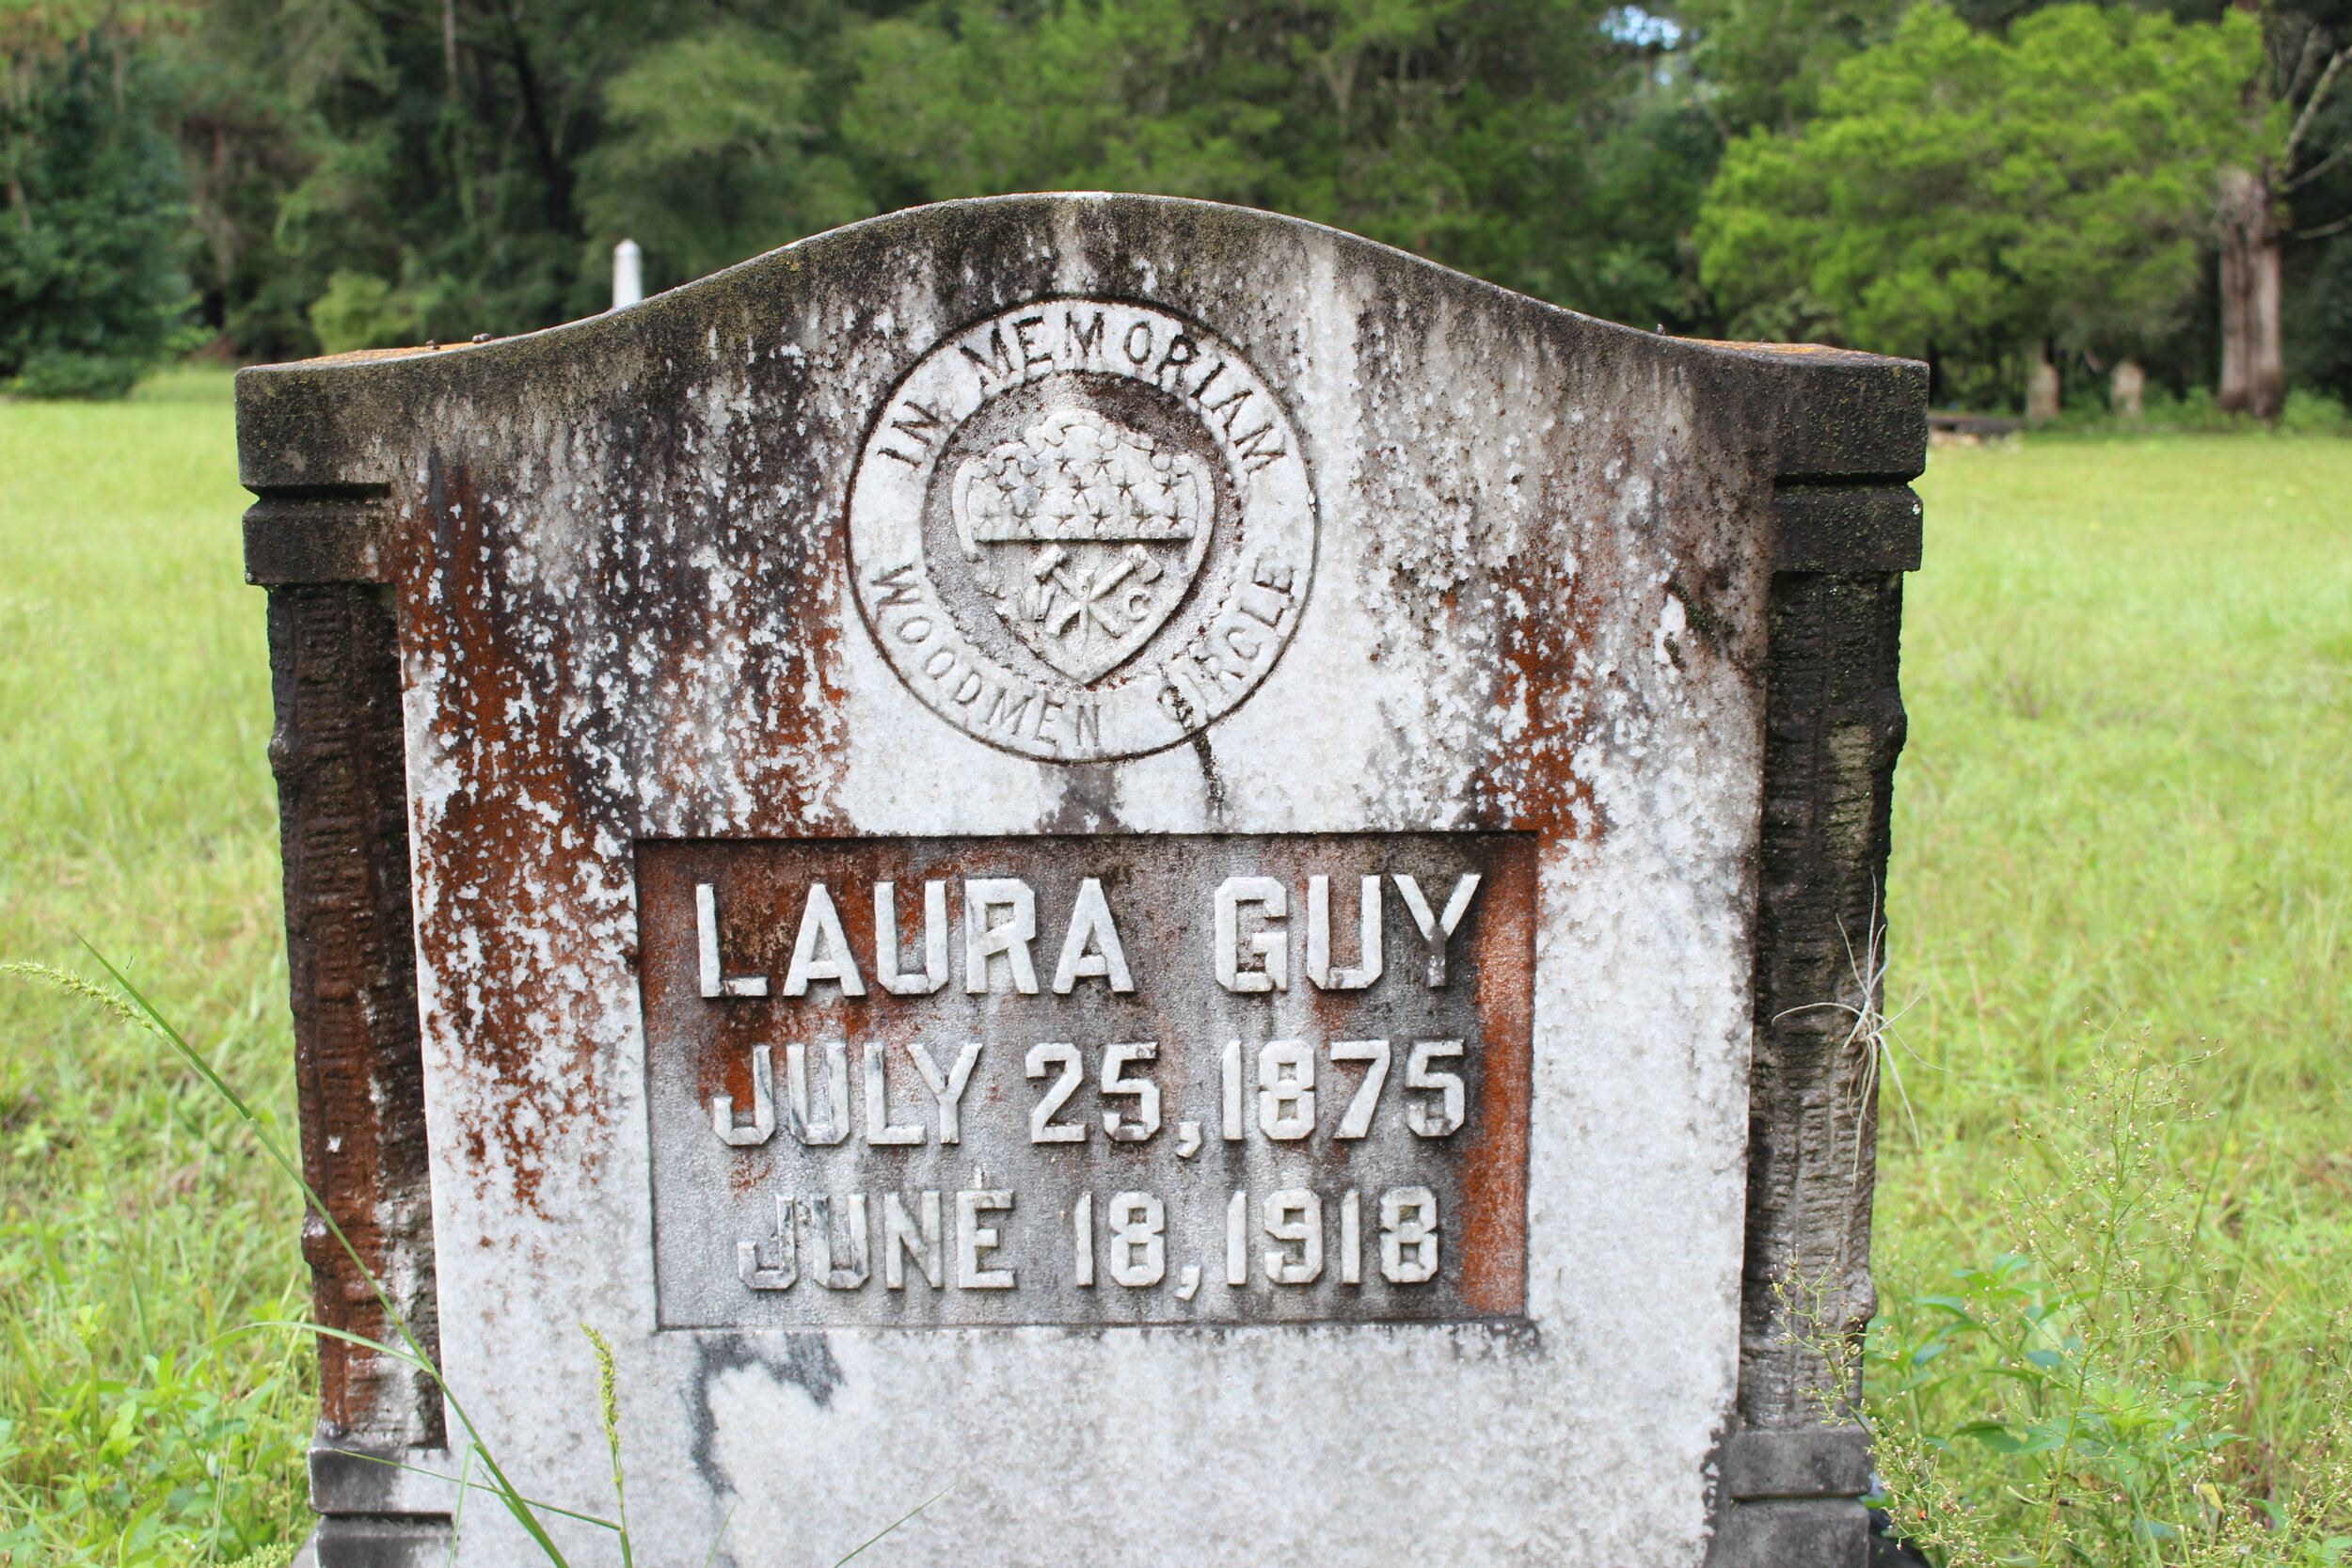 IN MEMORIAM
W C
WOODMEN CIRCLE
LAURA GUY
JULY 25, 1875
JUNE 18, 1918